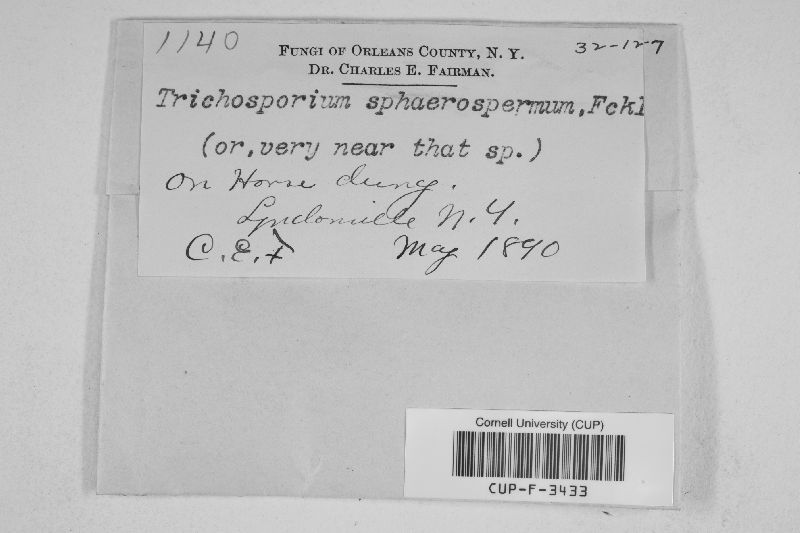 1140
32-127
FUNGI OF ORLEANS COUNTY, N. Y.
DR. CHARLES E. FAIRMAN.
Trichosporium sphaerospermum, Fckl
(or, very near that sp.)
On Horse dung.
Lyndonville N.Y.
C.E.F
May 1890
Cornell University (CUP)
CUP-F-3433